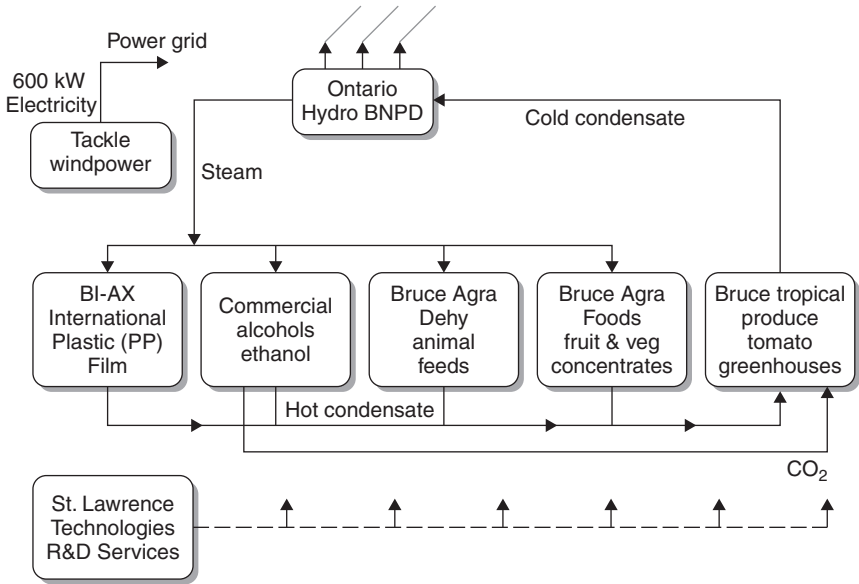 Power grid
600 kW
Electricity
Tackle
windpower
Ontario
Hydro BNPD
Cold condensate
Steam
BI-AX
International
Plastic (PP)
Film
Commercial
alcohols
ethanol
Bruce Agra
Dehy
animal
feeds
Bruce Agra
Foods
fruit & veg
concentrates
Bruce tropical
produce
tomato
greenhouses
Hot condensate
CO₂
St. Lawrence
Technologies
R&D Services